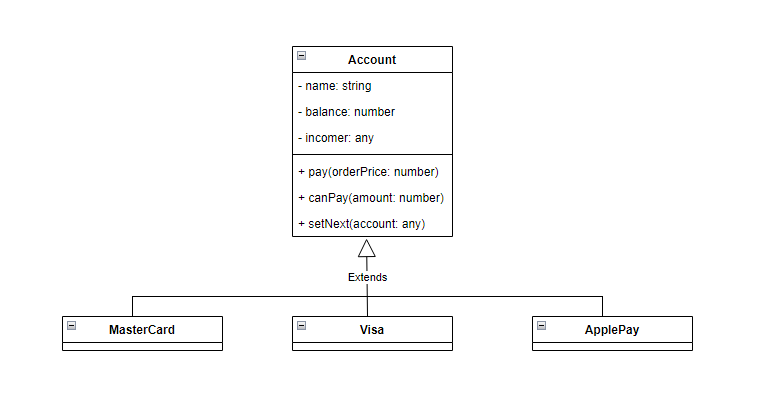 Account
- name: string
- balance: number
- incomer: any
+ pay(orderPrice: number)
+ canPay(amount: number)
+ setNext(account: any)
Extends
MasterCard
Visa
ApplePay